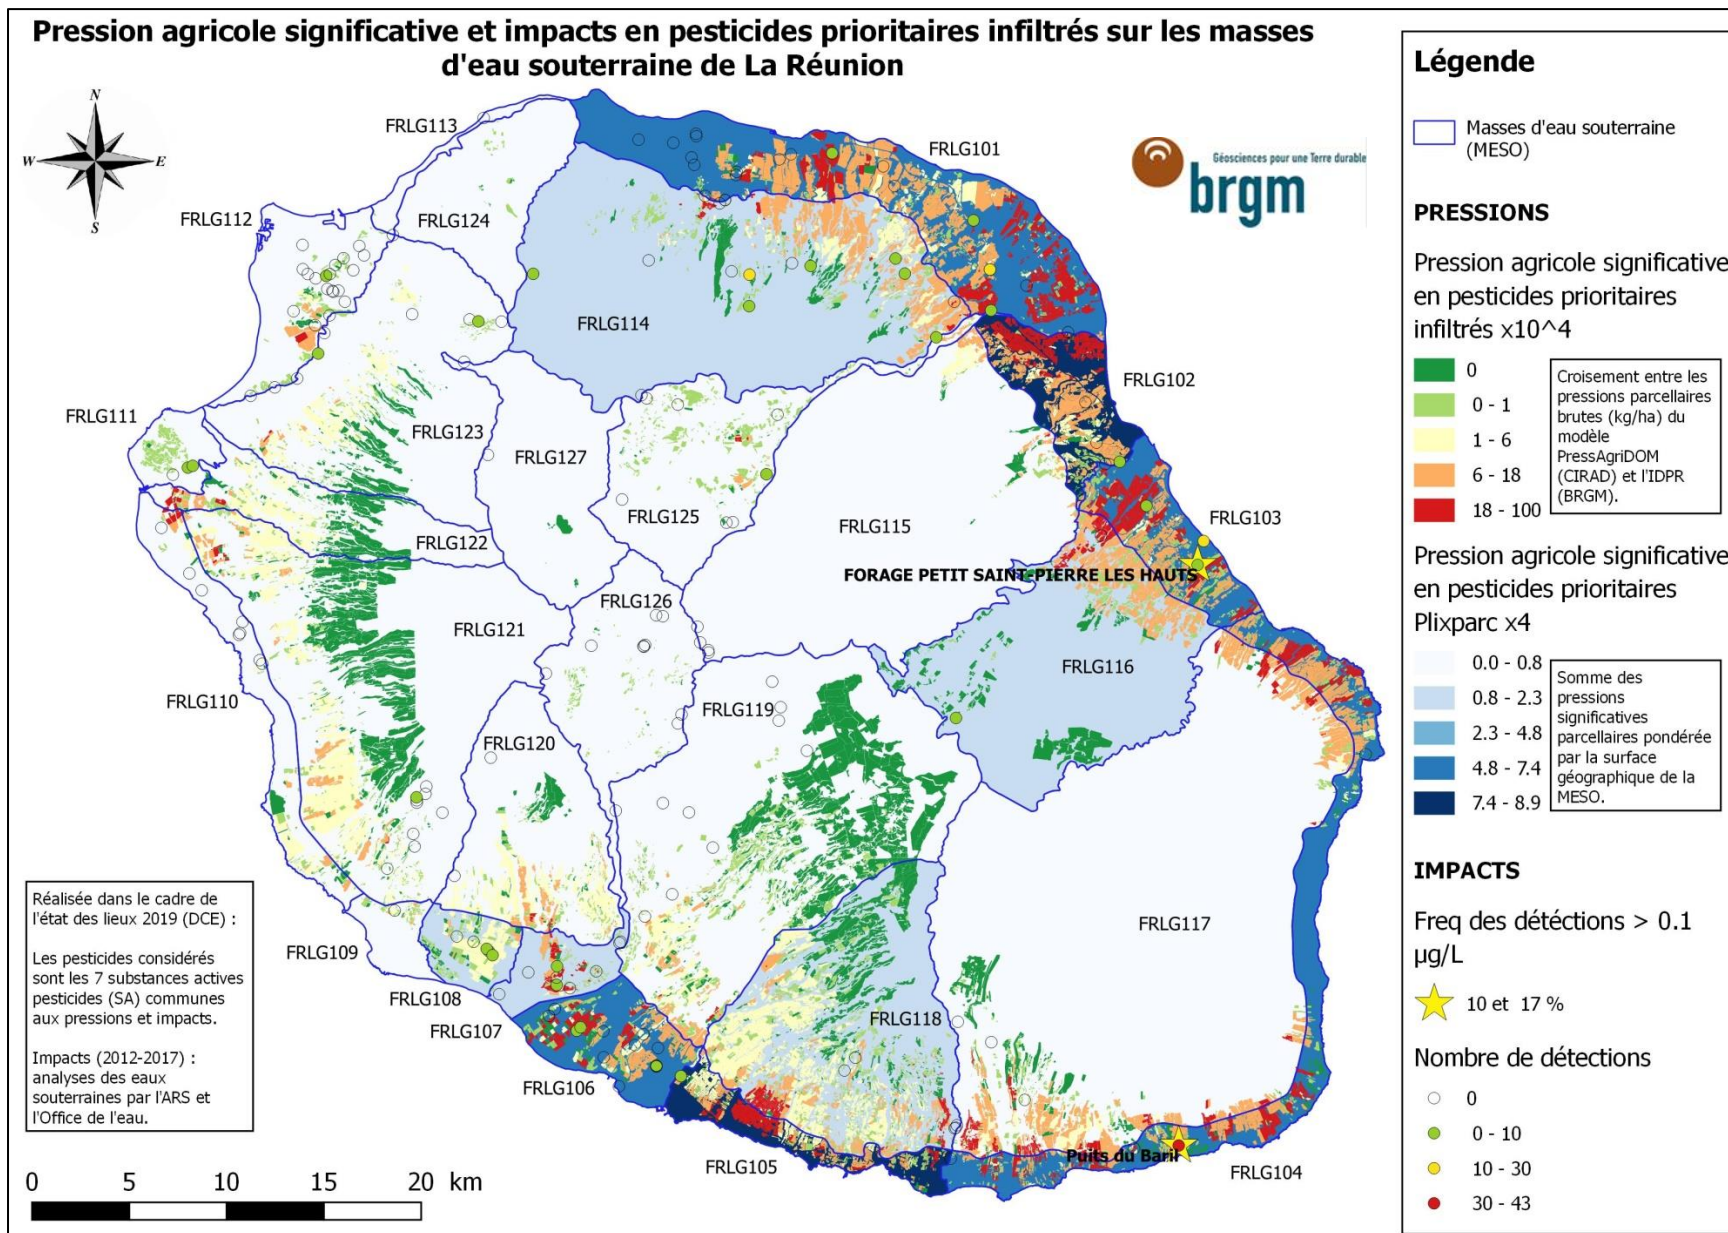 Pression agricole significative et impacts en pesticides prioritaires infiltrés sur les masses
d'eau souterraine de La Réunion
N
W
E
S
Géosciences pour une Terre durable
brgm
FRLG113
FRLG101
FRLG112
FRLG124
FRLG114
FRLG102
FRLG111
FRLG123
FRLG127
FRLG125
FRLG115
FRLG103
FRLG122
FORAGE PETIT SAINT-PIERRE LES HAUTS
FRLG126
FRLG121
FRLG116
FRLG110
FRLG119
FRLG120
FRLG117
FRLG109
FRLG108
FRLG107
FRLG118
FRLG106
FRLG105
Puits du Baril
FRLG104
Réalisée dans le cadre de
l'état des lieux 2019 (DCE) :
Les pesticides considérés
sont les 7 substances actives
pesticides (SA) communes
aux pressions et impacts.
Impacts (2012-2017) :
analyses des eaux
souterraines par l'ARS et
l'Office de l'eau.
0 5 10 15 20 km
Légende
Masses d'eau souterraine
(MESO)
PRESSIONS
Pression agricole significative
en pesticides prioritaires
infiltrés x10^4
0
0 - 1
1 - 6
6 - 18
18 - 100
Croisement entre les
pressions parcellaires
brutes (kg/ha) du
modèle
PressAgriDOM
(CIRAD) et l'IDPR
(BRGM).
Pression agricole significative
en pesticides prioritaires
Plixparc x4
0.0 - 0.8
0.8 - 2.3
2.3 - 4.8
4.8 - 7.4
7.4 - 8.9
Somme des
pressions
significatives
parcellaires pondérée
par la surface
géographique de la
MESO.
IMPACTS
Freq des détéctions > 0.1
µg/L
10 et 17 %
Nombre de détections
0
0 - 10
10 - 30
30 - 43